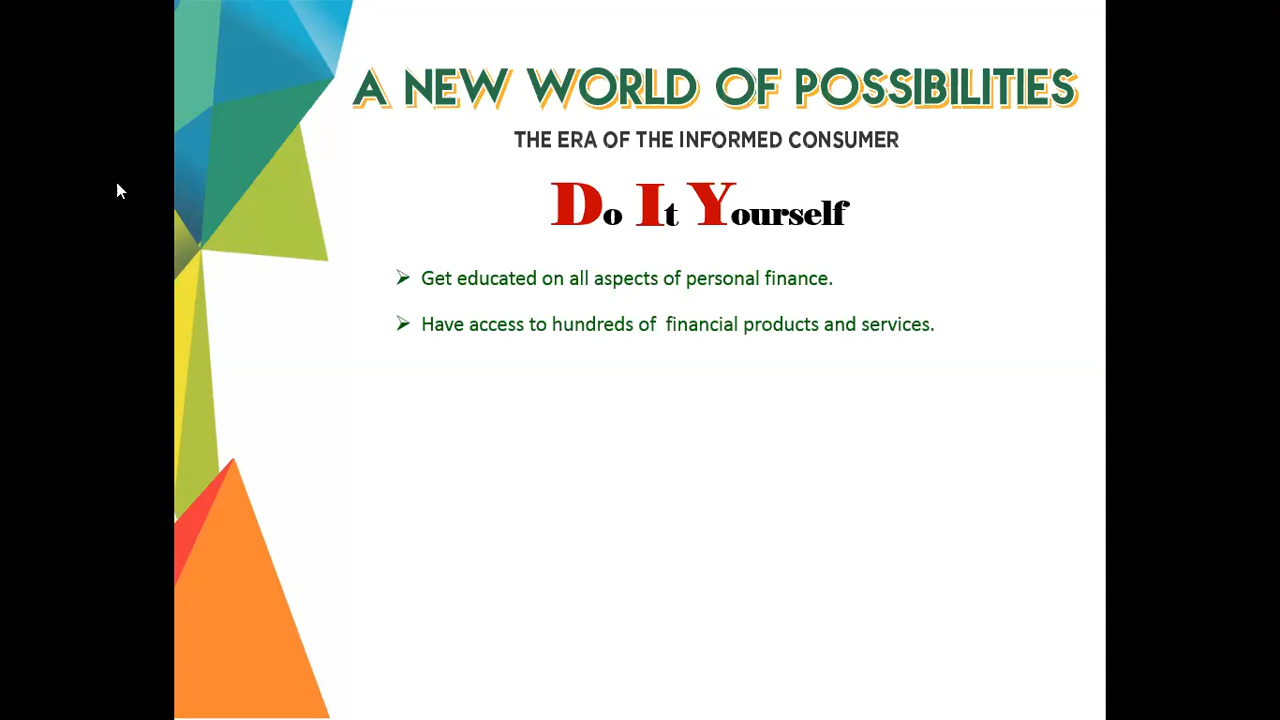 A NEW WORLD OF POSSIBILITIES
THE ERA OF THE INFORMED CONSUMER
Do It Yourself
Get educated on all aspects of personal finance.
Have access to hundreds of financial products and services.